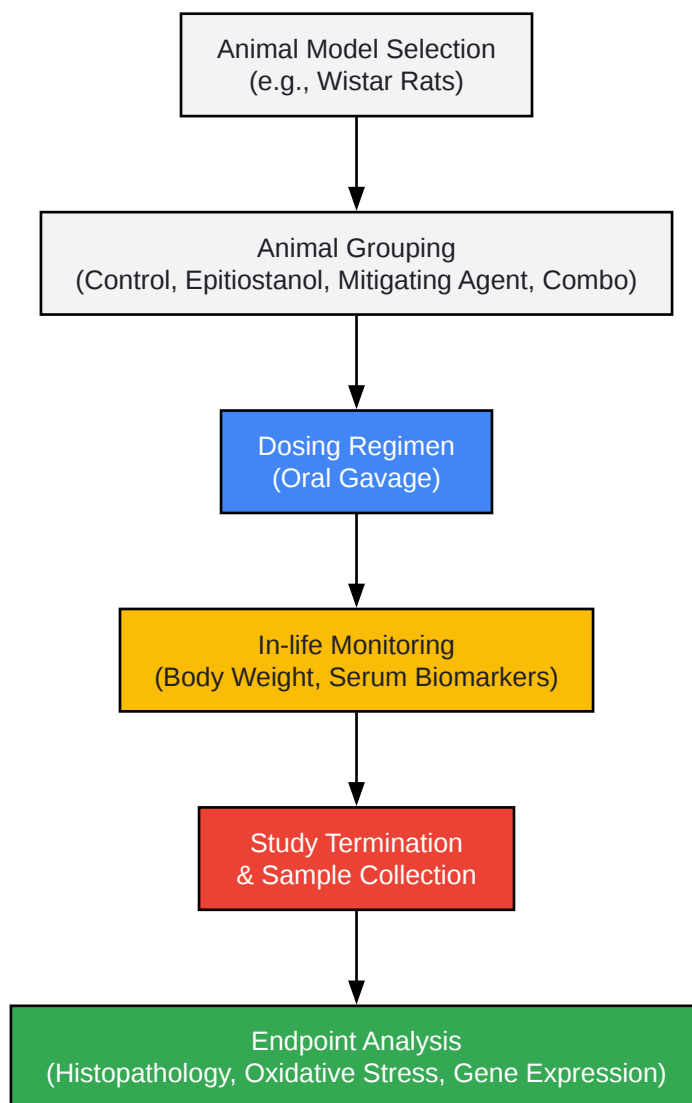 Animal Model Selection
(e.g., Wistar Rats)
Animal Grouping
(Control, Epitiostanol, Mitigating Agent, Combo)
Dosing Regimen
(Oral Gavage)
In-life Monitoring
(Body Weight, Serum Biomarkers)
Study Termination
& Sample Collection
Endpoint Analysis
(Histopathology, Oxidative Stress, Gene Expression)